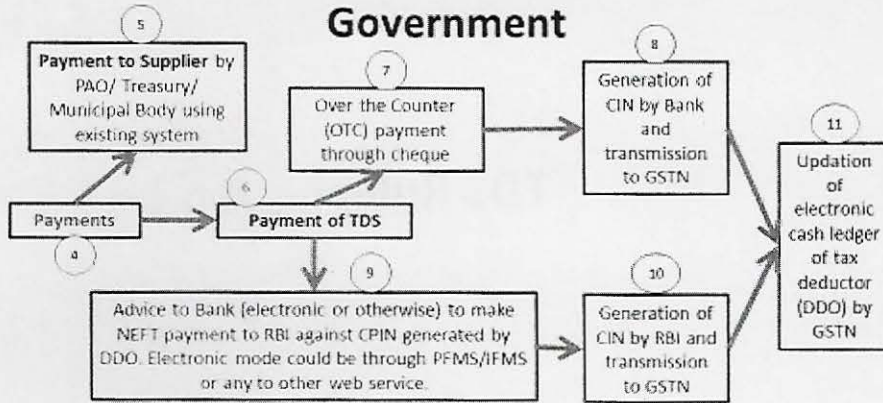 Government
5
Payment to Supplier by
PAO/ Treasury/
Municipal Body using
existing system
7
Over the Counter
(OTC) payment
through cheque
8
Generation of
CIN by Bank
and
transmission
to GSTN
11
Updation
of
electronic
cash ledger
of tax
deductor
(DDO) by
GSTN
Payments
4
6
Payment of TDS
9
Advice to Bank (electronic or otherwise) to make
NEFT payment to RBI against CPIN generated by
DDO. Electronic mode could be through PFMS/IFMS
or any to other web service.
10
Generation of
CIN by RBI and
transmission
to GSTN